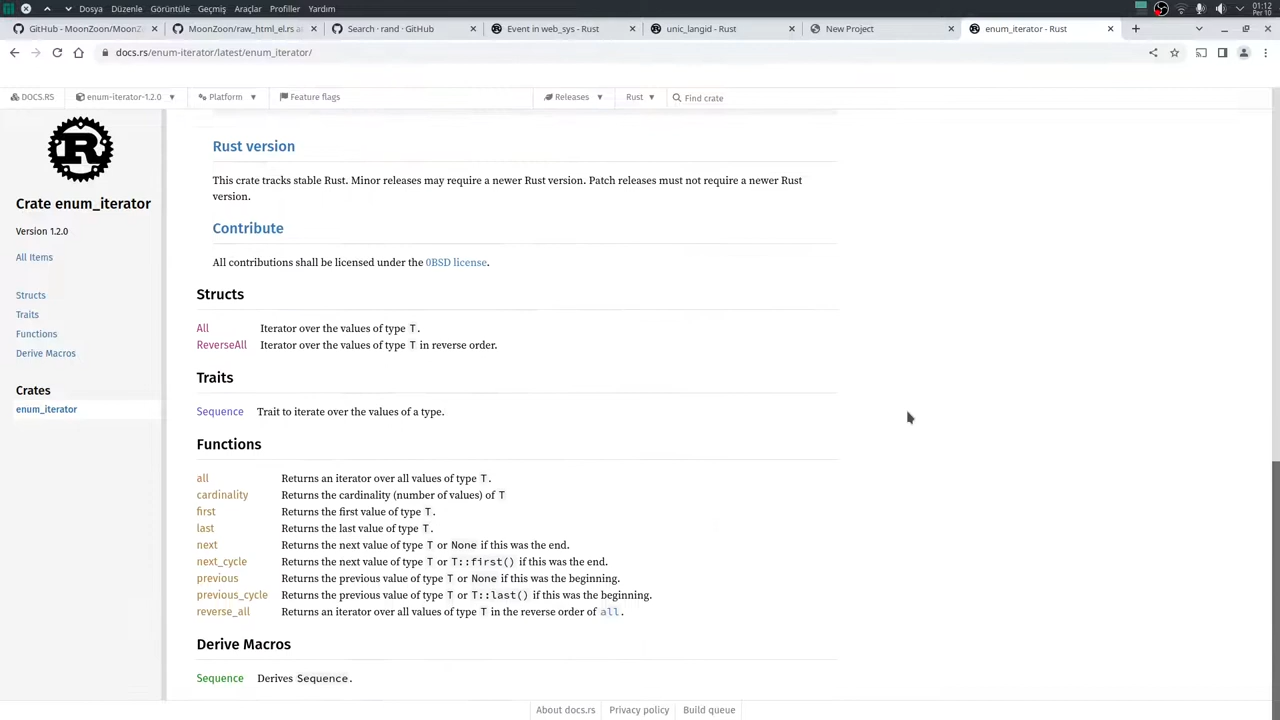 Dosya Düzenle Görüntüle Geçmiş Araçlar Profiller Yardım
01:12
Per 10
GitHub - MoonZoon/MoonZ
MoonZoon/raw_html_el.rs a
Search · rand · GitHub
Event in web_sys - Rust
unic_langid - Rust
New Project
enum_iterator - Rust
docs.rs/enum-iterator/latest/enum_iterator/
DOCS.RS
enum-iterator-1.2.0
Platform
Feature flags
Releases
Rust
Find crate
R
Crate enum_iterator
Version 1.2.0
All Items
Structs
Traits
Functions
Derive Macros
Crates
enum_iterator
Rust version
This crate tracks stable Rust. Minor releases may require a newer Rust version. Patch releases must not require a newer Rust
version.
Contribute
All contributions shall be licensed under the 0BSD license.
Structs
All Iterator over the values of type T.
ReverseAll Iterator over the values of type T in reverse order.
Traits
Sequence Trait to iterate over the values of a type.
Functions
all Returns an iterator over all values of type T.
cardinality Returns the cardinality (number of values) of T
first Returns the first value of type T.
last Returns the last value of type T.
next Returns the next value of type T or None if this was the end.
next_cycle Returns the next value of type T or T::first() if this was the end.
previous Returns the previous value of type T or None if this was the beginning.
previous_cycle Returns the previous value of type T or T::last() if this was the beginning.
reverse_all Returns an iterator over all values of type T in the reverse order of all.
Derive Macros
Sequence Derives Sequence.
About docs.rs Privacy policy Build queue